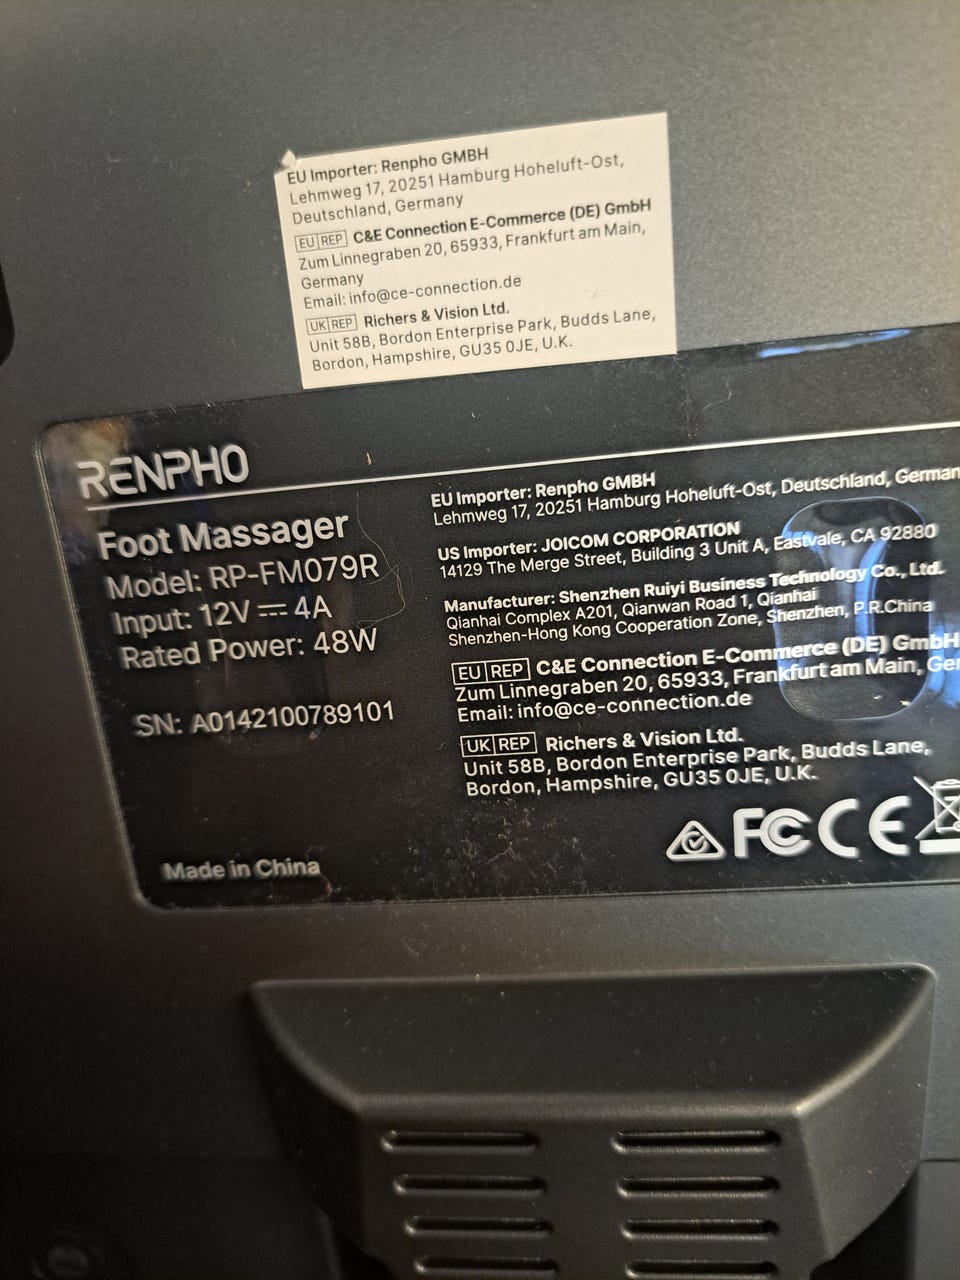 EU Importer: Renpho GMBH
Lehmweg 17, 20251 Hamburg Hoheluft-Ost,
Deutschland, Germany
EU REP C&E Connection E-Commerce (DE) GmbH
Zum Linnegraben 20, 65933, Frankfurt am Main,
Germany
Email: info@ce-connection.de
UK REP Richers & Vision Ltd.
Unit 58B, Bordon Enterprise Park, Budds Lane,
Bordon, Hampshire, GU35 0JE, U.K.
RENPHO
Foot Massager
Model: RP-FM079R
Input: 12V ⎓ 4A
Rated Power: 48W
SN: A0142100789101
Made in China
EU Importer: Renpho GMBH
Lehmweg 17, 20251 Hamburg Hoheluft-Ost, Deutschland, German
US Importer: JOICOM CORPORATION
14129 The Merge Street, Building 3 Unit A, Eastvale, CA 92880
Manufacturer: Shenzhen Ruiyi Business Technology Co., Ltd.
Qianhai Complex A201, Qianwan Road 1, Qianhai
Shenzhen-Hong Kong Cooperation Zone, Shenzhen, P.R.China
EU REP C&E Connection E-Commerce (DE) GmbH
Zum Linnegraben 20, 65933, Frankfurt am Main, Ger
Email: info@ce-connection.de
UK REP Richers & Vision Ltd.
Unit 58B, Bordon Enterprise Park, Budds Lane,
Bordon, Hampshire, GU35 0JE, U.K.
FC CE